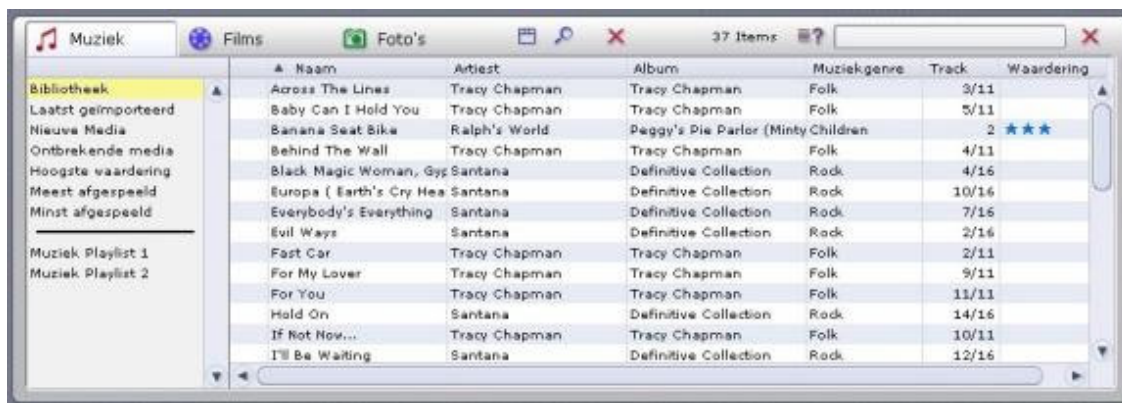 Muziek Films Foto's 37 Items
Naam Artiest Album Muziekgenre Track Waardering
Bibliotheek
Laatst geïmporteerd
Nieuwe Media
Ontbrekende media
Hoogste waardering
Meest afgespeeld
Minst afgespeeld
Muziek Playlist 1
Muziek Playlist 2
Across The Lines Tracy Chapman Tracy Chapman Folk 3/11
Baby Can I Hold You Tracy Chapman Tracy Chapman Folk 5/11
Banana Seat Bike Ralph's World Peggy's Pie Parlor (Minty Children 2
Behind The Wall Tracy Chapman Tracy Chapman Folk 4/11
Black Magic Woman, Gyp Santana Definitive Collection Rock 4/16
Europa ( Earth's Cry Hea Santana Definitive Collection Rock 10/16
Everybody's Everything Santana Definitive Collection Rock 7/16
Evil Ways Santana Definitive Collection Rock 2/16
Fast Car Tracy Chapman Tracy Chapman Folk 2/11
For My Lover Tracy Chapman Tracy Chapman Folk 9/11
For You Tracy Chapman Tracy Chapman Folk 11/11
Hold On Santana Definitive Collection Rock 14/16
If Not Now... Tracy Chapman Tracy Chapman Folk 10/11
I'll Be Waiting Santana Definitive Collection Rock 12/16